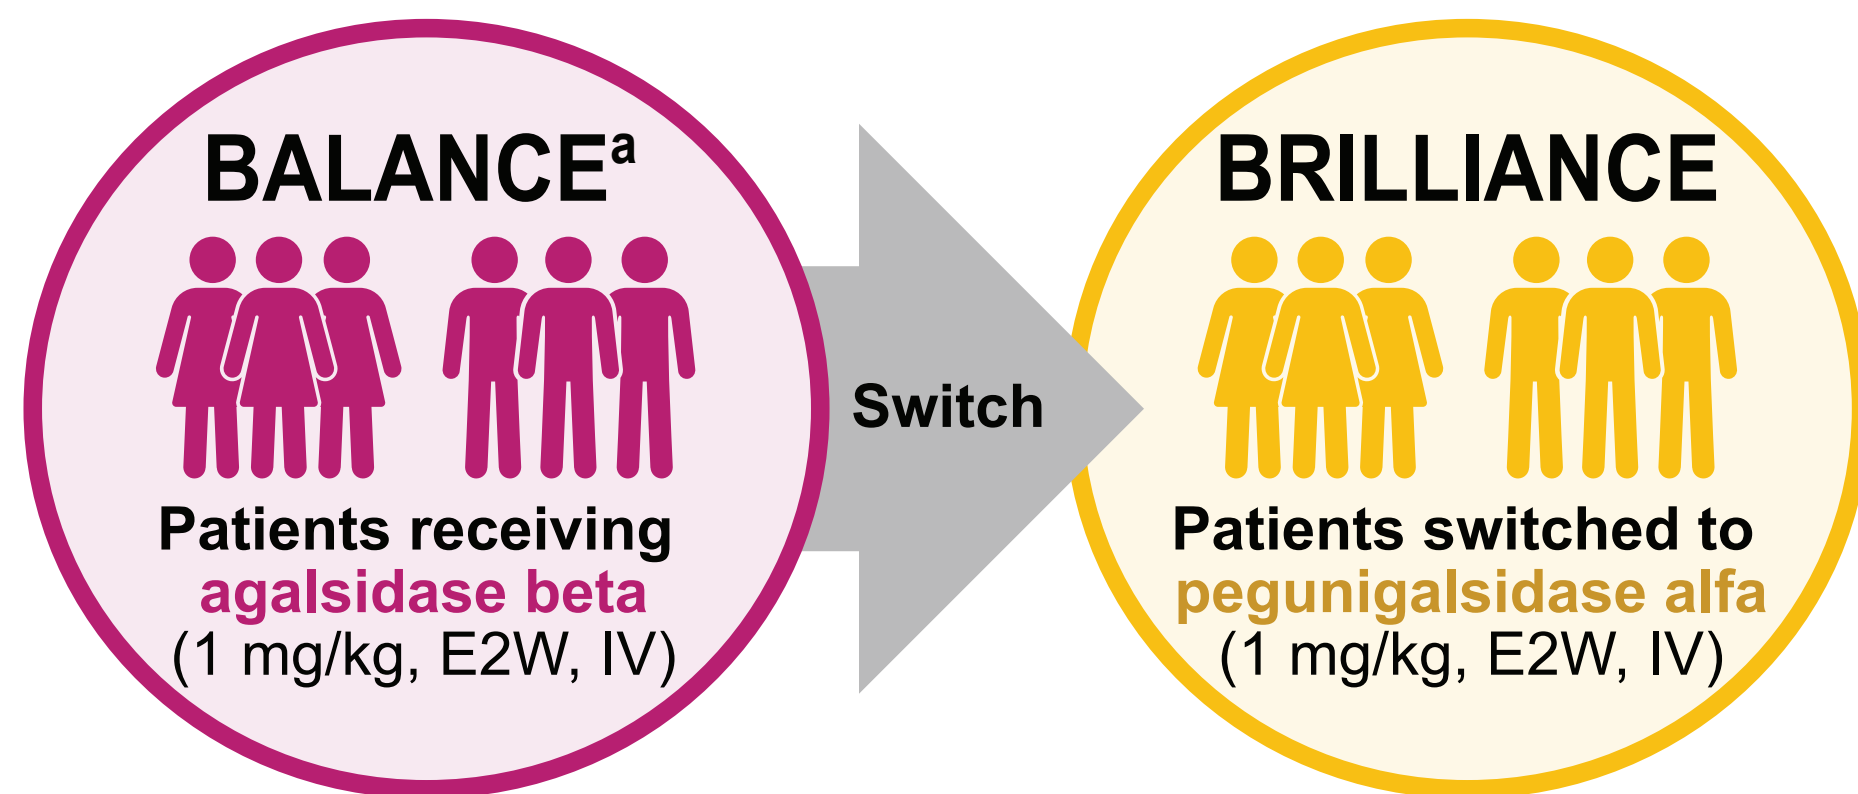 BALANCEᵃ
Patients receiving
agalsidase beta
(1 mg/kg, E2W, IV)
Switch
BRILLIANCE
Patients switched to
pegunigalsidase alfa
(1 mg/kg, E2W, IV)